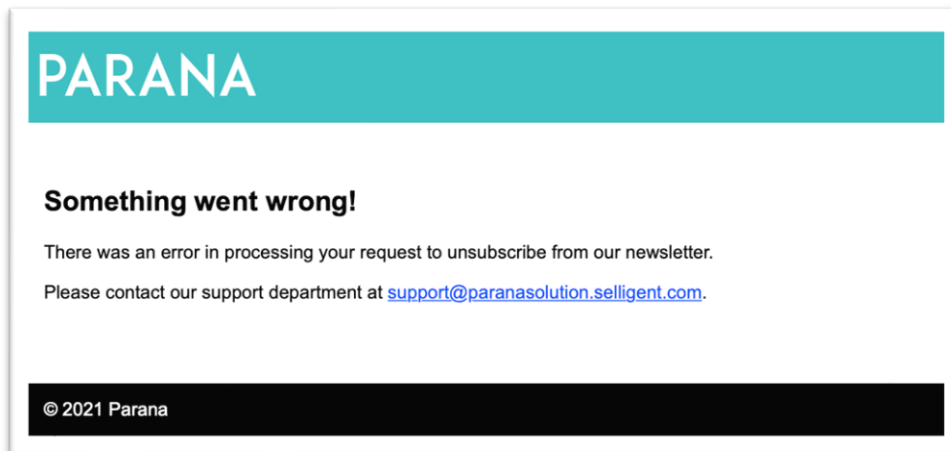 PARANA
Something went wrong!
There was an error in processing your request to unsubscribe from our newsletter.
Please contact our support department at support@paranasolution.selligent.com.
© 2021 Parana